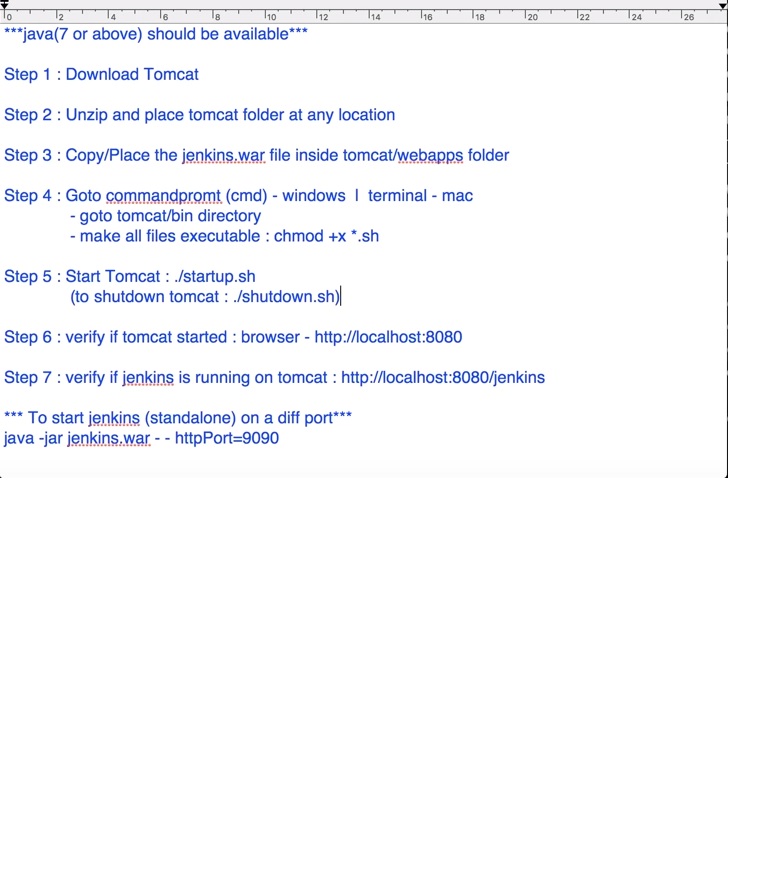 0 2 4 6 8 10 12 14 16 18 20 22 24 26
***java(7 or above) should be available***
Step 1 : Download Tomcat
Step 2 : Unzip and place tomcat folder at any location
Step 3 : Copy/Place the jenkins.war file inside tomcat/webapps folder
Step 4 : Goto commandpromt (cmd) - windows | terminal - mac
- goto tomcat/bin directory
- make all files executable : chmod +x *.sh
Step 5 : Start Tomcat : ./startup.sh
(to shutdown tomcat : ./shutdown.sh)
Step 6 : verify if tomcat started : browser - http://localhost:8080
Step 7 : verify if jenkins is running on tomcat : http://localhost:8080/jenkins
*** To start jenkins (standalone) on a diff port***
java -jar jenkins.war - - httpPort=9090